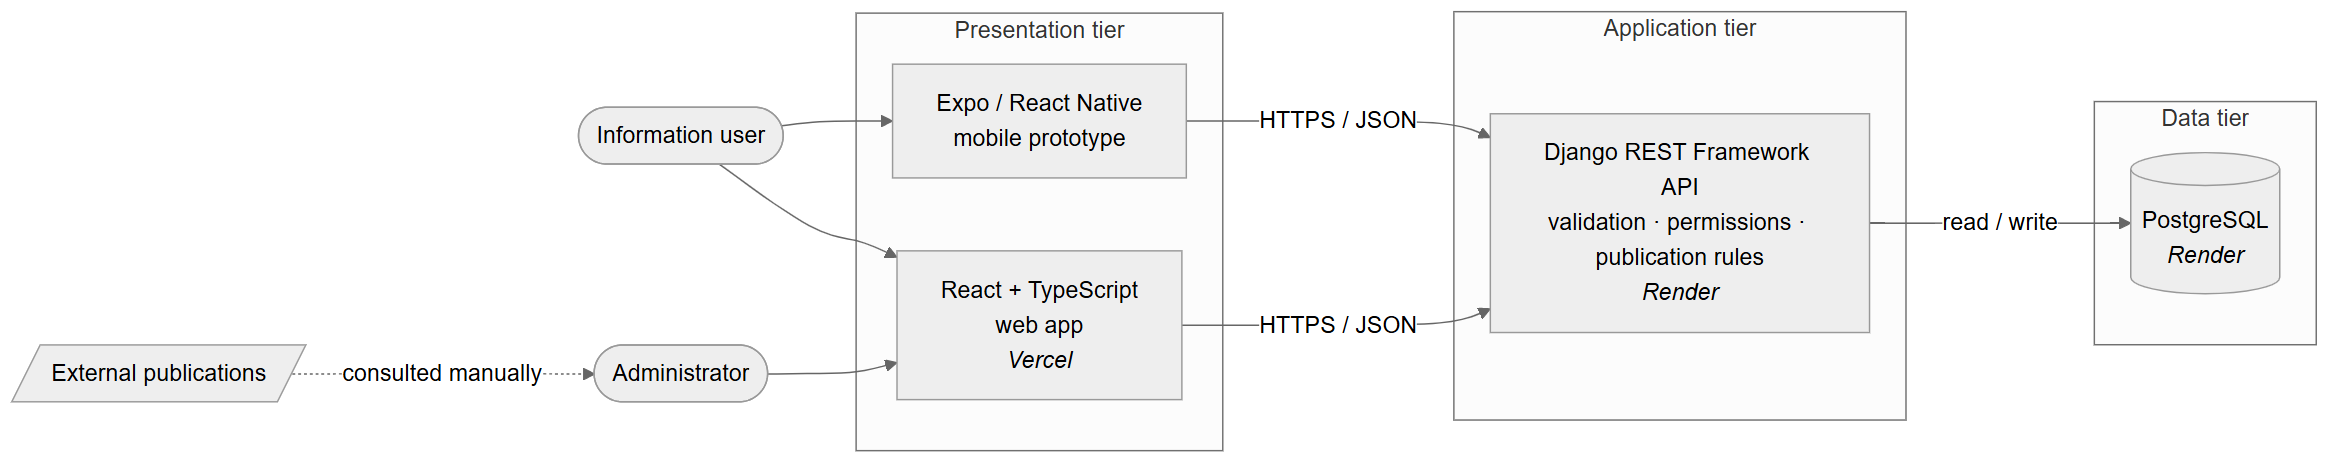 Presentation tier
Application tier
Expo / React Native
mobile prototype
HTTPS / JSON
Information user
Data tier
Django REST Framework
API
validation · permissions ·
publication rules
Render
read / write
PostgreSQL
Render
React + TypeScript
web app
Vercel
HTTPS / JSON
External publications
consulted manually
Administrator